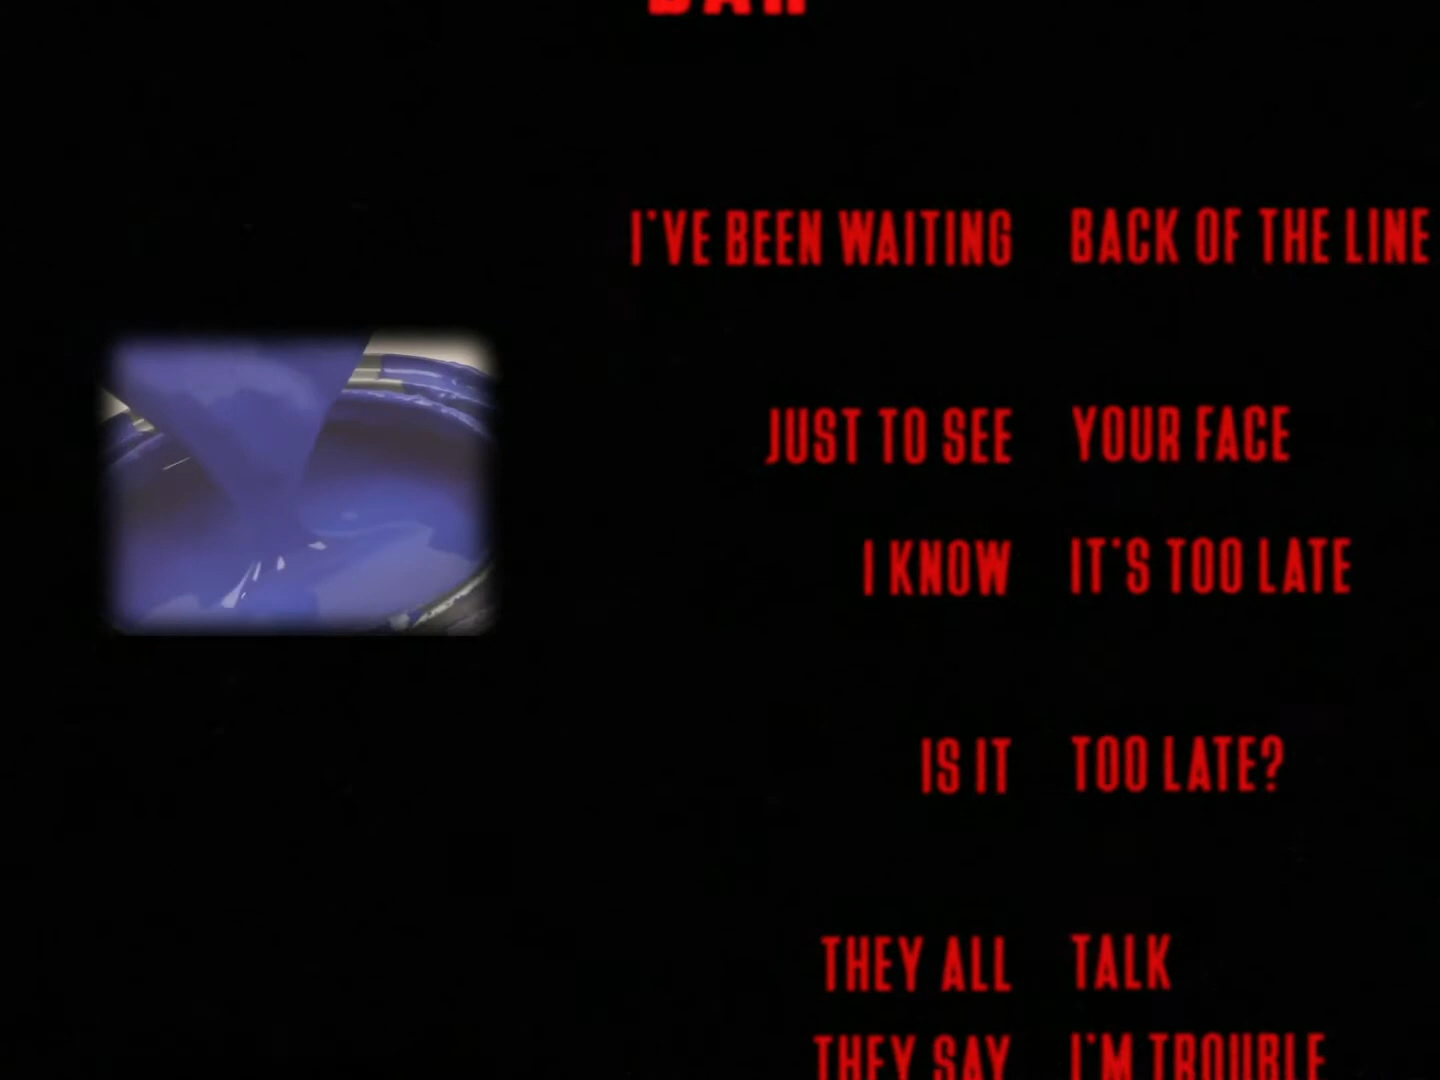 I'VE BEEN WAITING BACK OF THE LINE
JUST TO SEE YOUR FACE
I KNOW IT'S TOO LATE
IS IT TOO LATE?
THEY ALL TALK
THEY SAY I'M TROUBLE